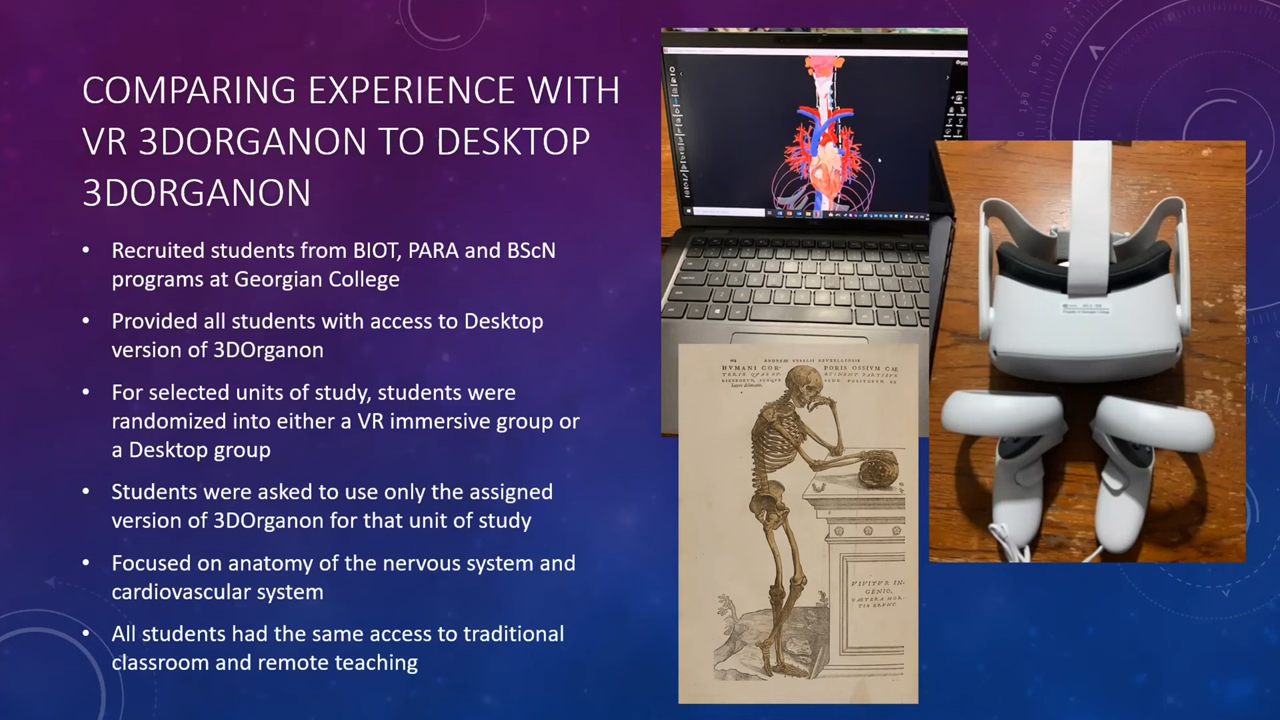 COMPARING EXPERIENCE WITH
VR 3DORGANON TO DESKTOP
3DORGANON
• Recruited students from BIOT, PARA and BScN
programs at Georgian College
• Provided all students with access to Desktop
version of 3DOrganon
• For selected units of study, students were
randomized into either a VR immersive group or
a Desktop group
• Students were asked to use only the assigned
version of 3DOrganon for that unit of study
• Focused on anatomy of the nervous system and
cardiovascular system
• All students had the same access to traditional
classroom and remote teaching
HVMANI COR-
PORIS OSSIVM CAE
VIVITVR IN-
GENIO,
CAETERA MOR-
TIS ERVNT.